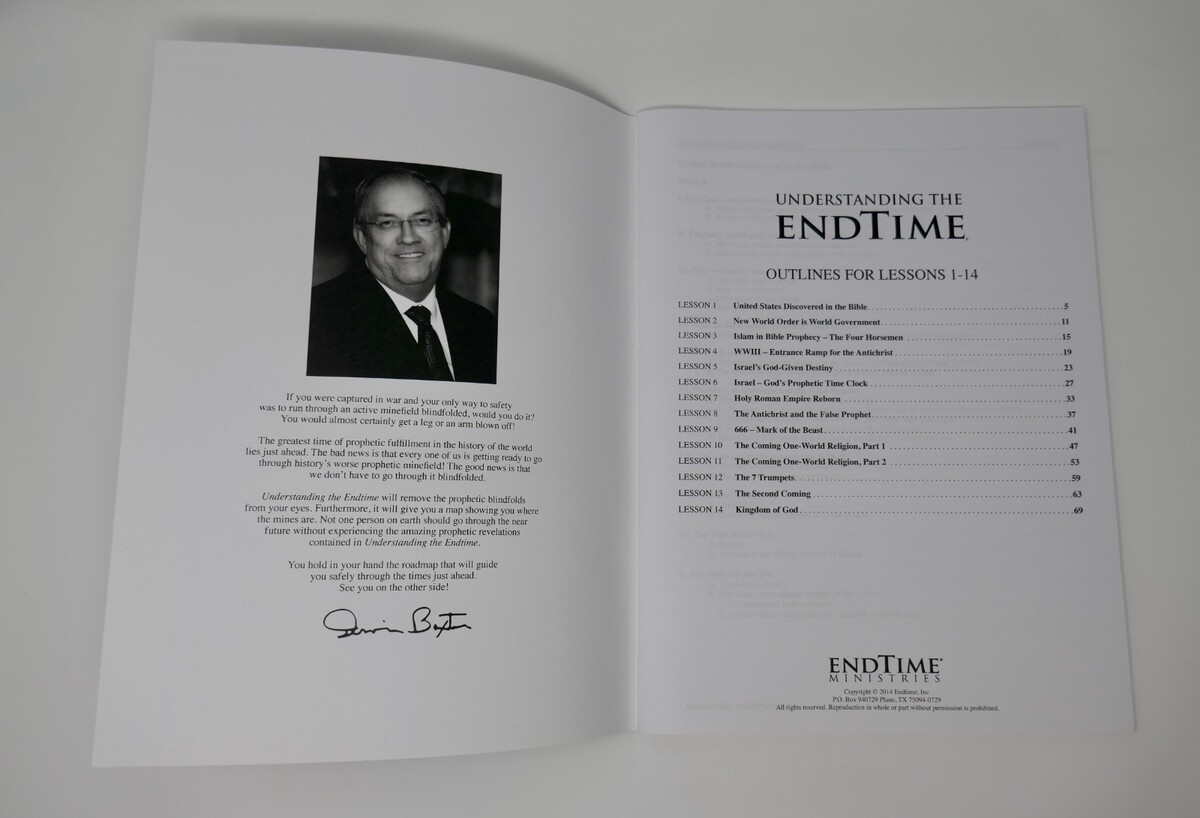 If you were captured in war and your only way to safety
was to run through an active minefield blindfolded, would you do it?
You would almost certainly get a leg or an arm blown off!
The greatest time of prophetic fulfillment in the history of the world
lies just ahead. The bad news is that every one of us is getting ready to go
through history's worse prophetic minefield! The good news is that
we don't have to go through it blindfolded.
Understanding the Endtime will remove the prophetic blindfolds
from your eyes. Furthermore, it will give you a map showing you where
the mines are. Not one person on earth should go through the near
future without experiencing the amazing prophetic revelations
contained in Understanding the Endtime.
You hold in your hand the roadmap that will guide
you safely through the times just ahead.
See you on the other side!
Irvin Baxter
UNDERSTANDING THE
ENDTIME®
OUTLINES FOR LESSONS 1-14
LESSON 1 United States Discovered in the Bible 5
LESSON 2 New World Order is World Government 11
LESSON 3 Islam in Bible Prophecy – The Four Horsemen 15
LESSON 4 WWIII – Entrance Ramp for the Antichrist 19
LESSON 5 Israel's God-Given Destiny 23
LESSON 6 Israel – God's Prophetic Time Clock 27
LESSON 7 Holy Roman Empire Reborn 33
LESSON 8 The Antichrist and the False Prophet 37
LESSON 9 666 – Mark of the Beast 41
LESSON 10 The Coming One-World Religion, Part 1 47
LESSON 11 The Coming One-World Religion, Part 2 53
LESSON 12 The 7 Trumpets 59
LESSON 13 The Second Coming 63
LESSON 14 Kingdom of God 69
ENDTIME®
MINISTRIES
Copyright © 2014 Endtime, Inc
P.O. Box 940729 Plano, TX 75094-0729
All rights reserved. Reproduction in whole or part without permission is prohibited.